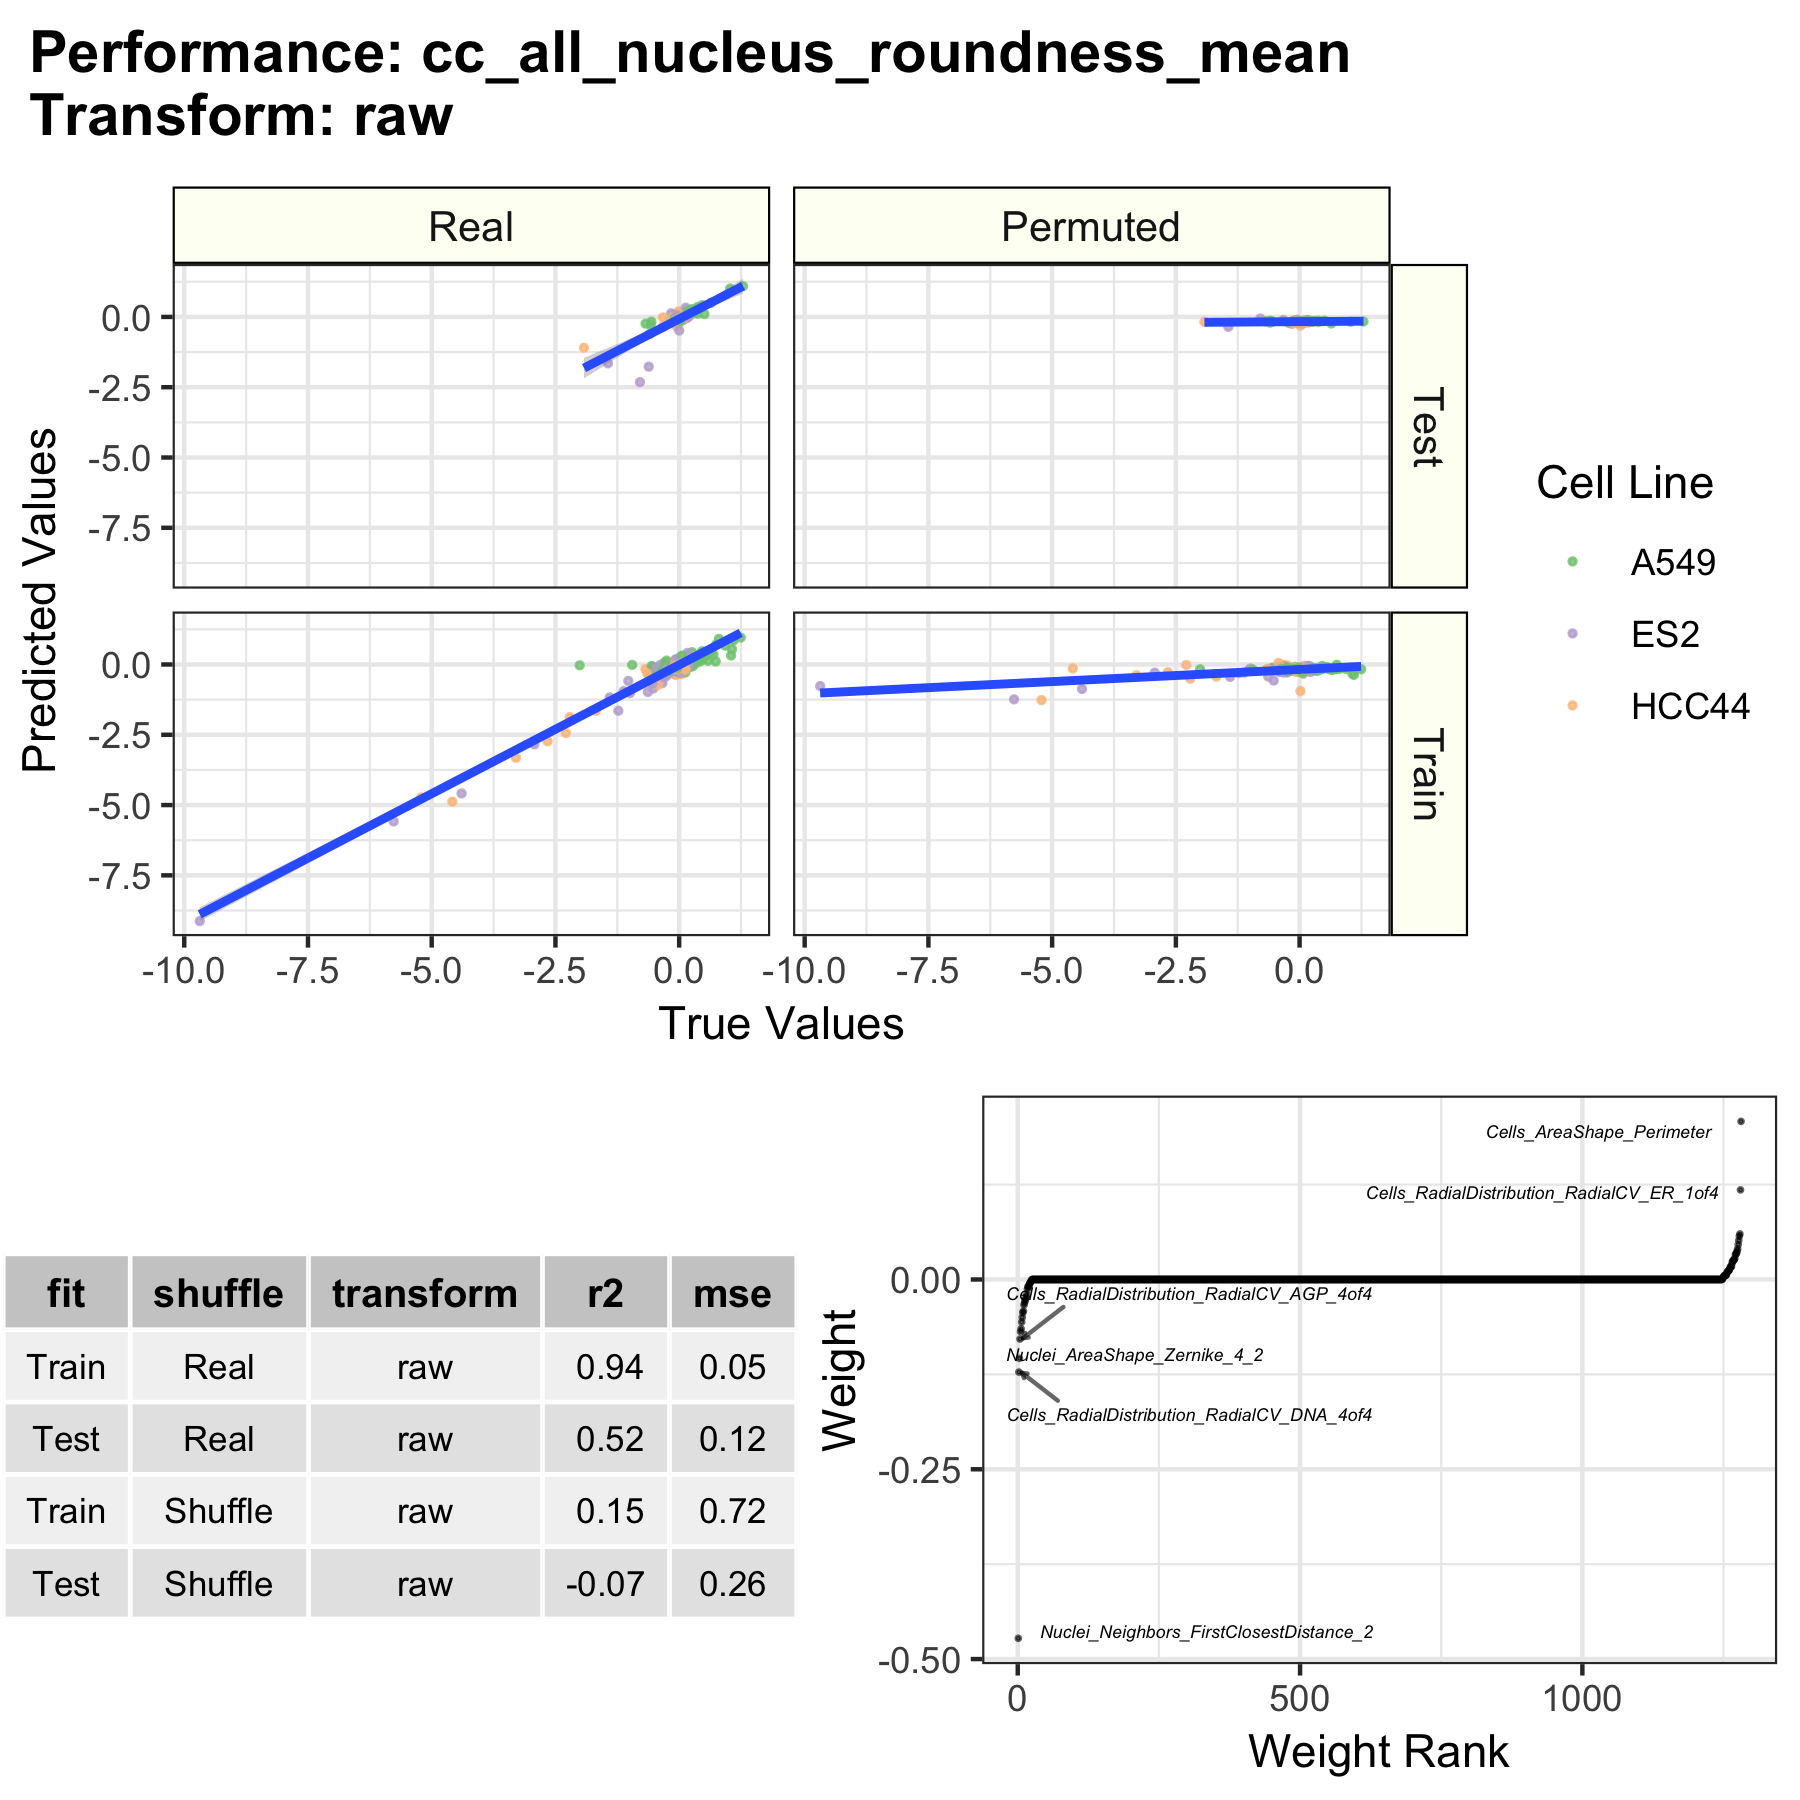 Performance: cc_all_nucleus_roundness_mean
Transform: raw
Real
Permuted
0.0
-2.5
-5.0
-7.5
Test
0.0
-2.5
-5.0
-7.5
Train
Predicted Values
-10.0
-7.5
-5.0
-2.5
0.0
-10.0
-7.5
-5.0
-2.5
0.0
True Values
Cell Line
A549
ES2
HCC44
fit shuffle transform r2 mse
Train Real raw 0.94 0.05
Test Real raw 0.52 0.12
Train Shuffle raw 0.15 0.72
Test Shuffle raw -0.07 0.26
Weight
0.00
-0.25
-0.50
Cells_AreaShape_Perimeter
Cells_RadialDistribution_RadialCV_ER_1of4
Cells_RadialDistribution_RadialCV_AGP_4of4
Nuclei_AreaShape_Zernike_4_2
Cells_RadialDistribution_RadialCV_DNA_4of4
Nuclei_Neighbors_FirstClosestDistance_2
0
500
1000
Weight Rank